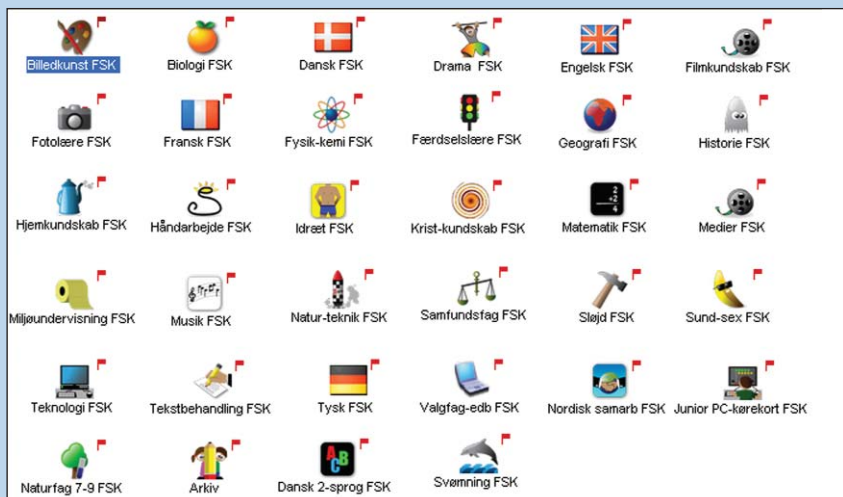 Billedkunst FSK
Biologi FSK
Dansk FSK
Drama FSK
Engelsk FSK
Filmkundskab FSK
Fotolære FSK
Fransk FSK
Fysik-kemi FSK
Færdselslære FSK
Geografi FSK
Historie FSK
Hjemkundskab FSK
Håndarbejde FSK
Idræt FSK
Krist-kundskab FSK
Matematik FSK
Medier FSK
Miljøundervisning FSK
Musik FSK
Natur-teknik FSK
Samfundsfag FSK
Sløjd FSK
Sund-sex FSK
Teknologi FSK
Tekstbehandling FSK
Tysk FSK
Valgfag-edb FSK
Nordisk samarb FSK
Junior PC-kørekort FSK
Naturfag 7-9 FSK
Arkiv
ABC
Dansk 2-sprog FSK
Svømning FSK